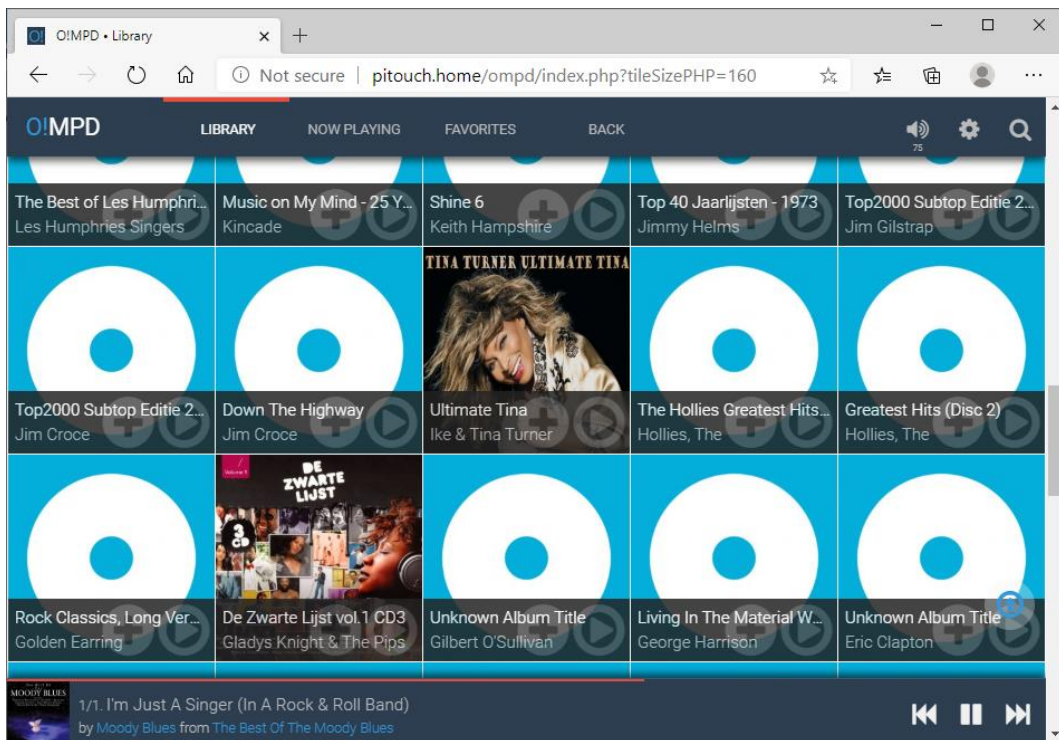 O!MPD • Library
Not secure | pitouch.home/ompd/index.php?tileSizePHP=160
O!MPD LIBRARY NOW PLAYING FAVORITES BACK 75
The Best of Les Humphri...
Les Humphries Singers
Music on My Mind - 25 Y...
Kincade
Shine 6
Keith Hampshire
Top 40 Jaarlijsten - 1973
Jimmy Helms
Top2000 Subtop Editie 2...
Jim Gilstrap
Top2000 Subtop Editie 2...
Jim Croce
Down The Highway
Jim Croce
TINA TURNER ULTIMATE TINA
Ultimate Tina
Ike & Tina Turner
The Hollies Greatest Hits...
Hollies, The
Greatest Hits (Disc 2)
Hollies, The
Rock Classics, Long Ver...
Golden Earring
Volume 1
DE
ZWARTE
LIJST
3
CD
De Zwarte Lijst vol.1 CD3
Gladys Knight & The Pips
Unknown Album Title
Gilbert O'Sullivan
Living In The Material W...
George Harrison
Unknown Album Title
Eric Clapton
MOODY BLUES
1/1. I'm Just A Singer (In A Rock & Roll Band)
by Moody Blues from The Best Of The Moody Blues